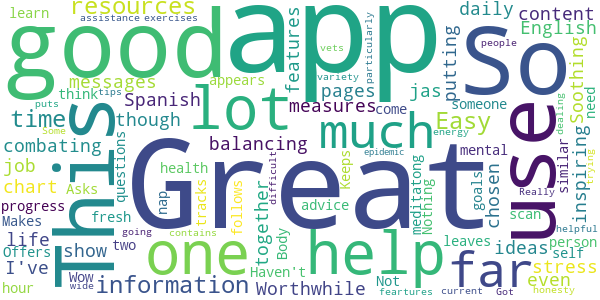 learn
assistance
exercises
resources
good
app
So
daily
content
English
vets
variety
particularly
people
features
putting
Soothing
messages
appears
tips
think
puts
Some
Spanish
pages
jas
someone
need
time
though
lot
measures
come
much
Easy
use
inspiring
similar
dealing
trying
combating
questions
balancing
This
Great
energy
epidemic
job
Asks
health
mental
chart
nap
tracks
Keeps
difficult
meditatong
Nothing
goals
chosen
scan
Really
helpful
progress
fresh
follows
advice
Makes
going
one
together
Body
help
leaves
ideas
person
life
Offers
show
two
contains
Haven't
far
self
I've
Wow
wide
information
Worthwhile
Not
feartures
stress
even
current
Got
honesty
hour